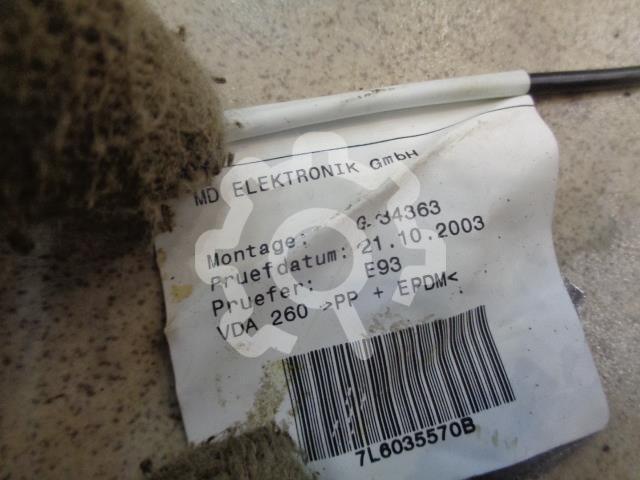 MD ELEKTRONIK GmbH
Montage:
Pruefdatum: 21.10.2003
Pruefer: E93
VDA 260 >PP + EPDM<
7L6035570B